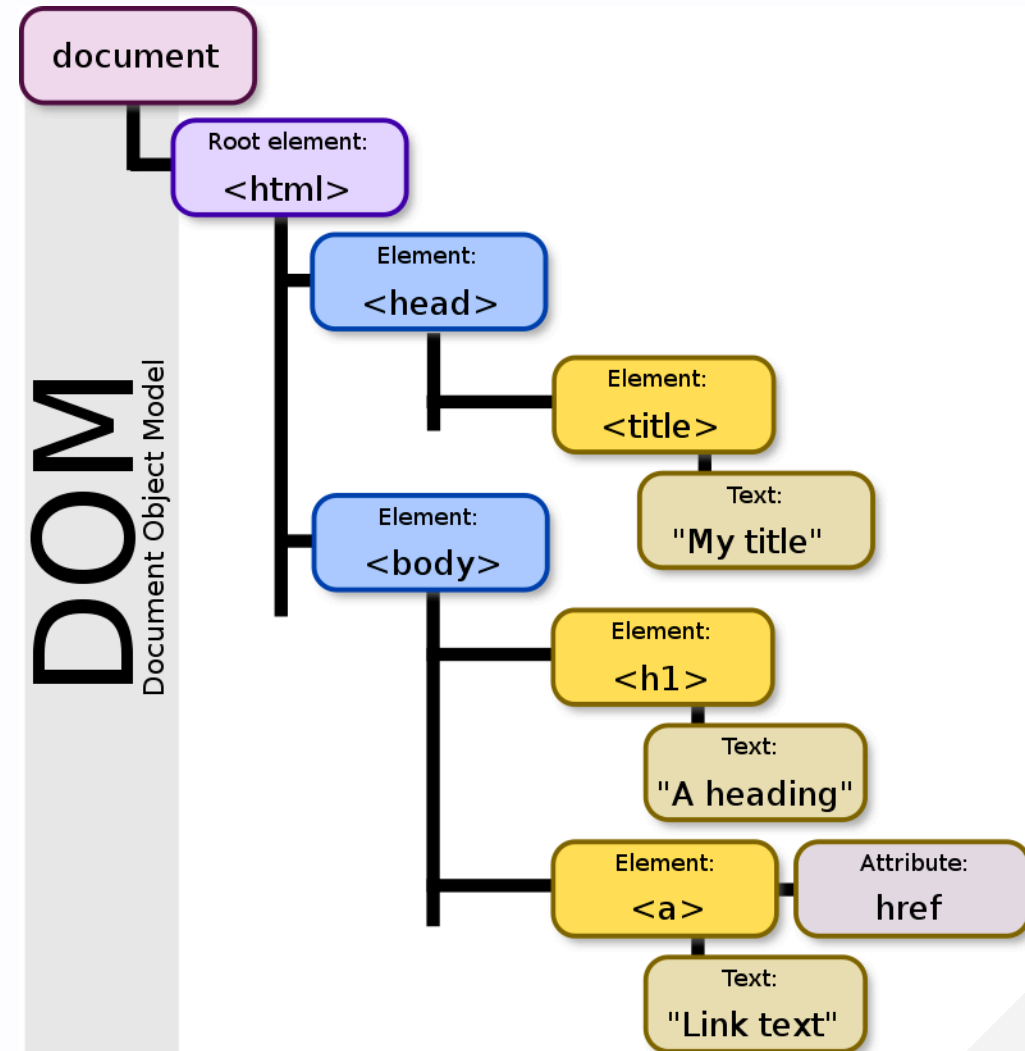 document
Root element:
<html>
Element:
<head>
Element:
<title>
Text:
"My title"
Element:
<body>
Element:
<h1>
Text:
"A heading"
Element:
<a>
Attribute:
href
Text:
"Link text"
DOM
Document Object Model